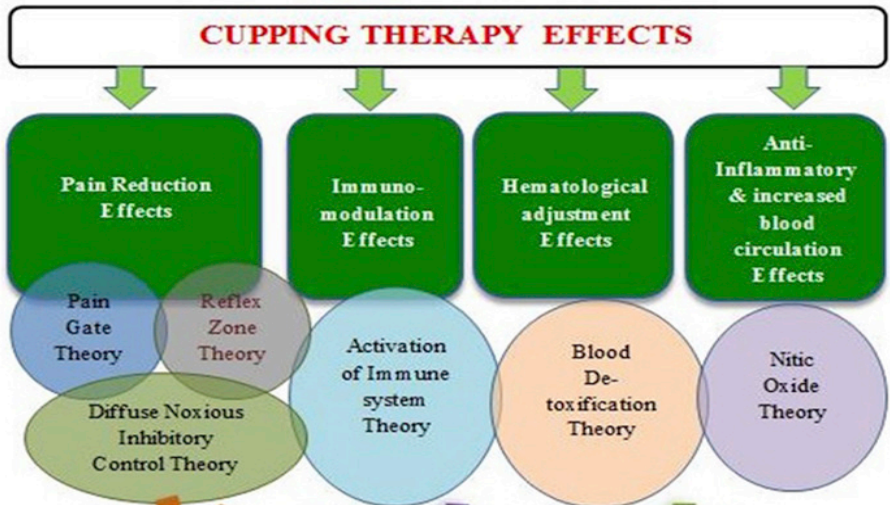 CUPPING THERAPY EFFECTS
Pain Reduction
Effects
Immuno-
modulation
Effects
Hematological
adjustment
Effects
Anti-
Inflammatory
& increased
blood
circulation
Effects
Pain
Gate
Theory
Reflex
Zone
Theory
Diffuse Noxious
Inhibitory
Control Theory
Activation
of Immune
system
Theory
Blood
De-
toxification
Theory
Nitic
Oxide
Theory